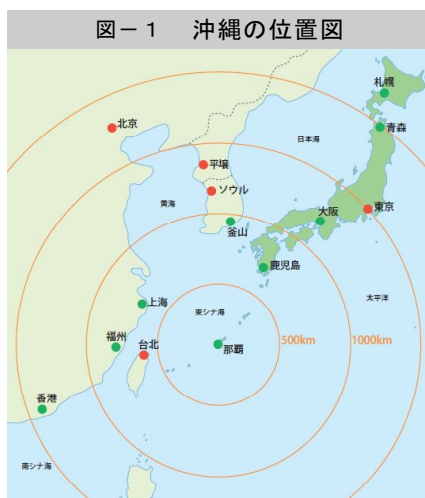 図－1　沖縄の位置図
札幌
青森
北京
日本海
平壌
ソウル
黄海
大阪
東京
釜山
鹿児島
上海
太平洋
東シナ海
福州
台北
那覇
500km
1000km
香港
南シナ海